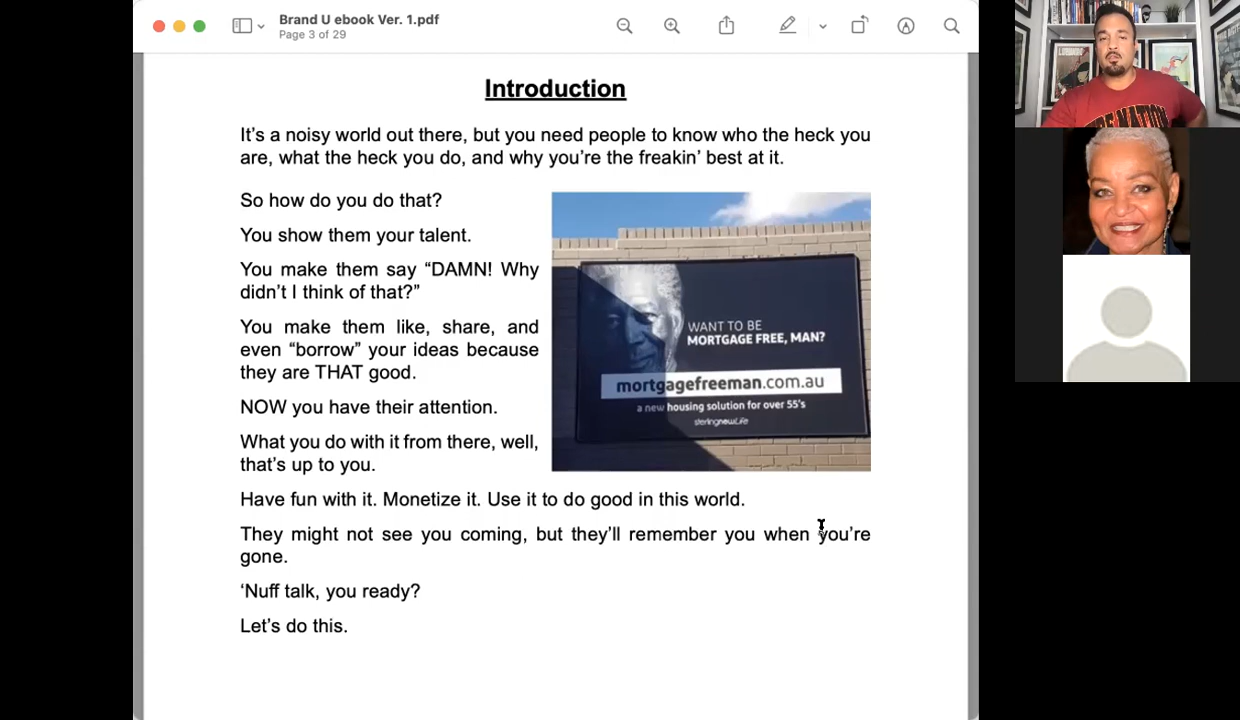 Brand U ebook Ver. 1.pdf
Page 3 of 29
Introduction
It’s a noisy world out there, but you need people to know who the heck you
are, what the heck you do, and why you’re the freakin’ best at it.
So how do you do that?
You show them your talent.
You make them say “DAMN! Why
didn’t I think of that?”
You make them like, share, and
even “borrow” your ideas because
they are THAT good.
NOW you have their attention.
What you do with it from there, well,
that’s up to you.
WANT TO BE
MORTGAGE FREE, MAN?
mortgagefreeman.com.au
a new housing solution for over 55's
sterlingnewLife
Have fun with it. Monetize it. Use it to do good in this world.
They might not see you coming, but they’ll remember you when you’re
gone.
‘Nuff talk, you ready?
Let’s do this.